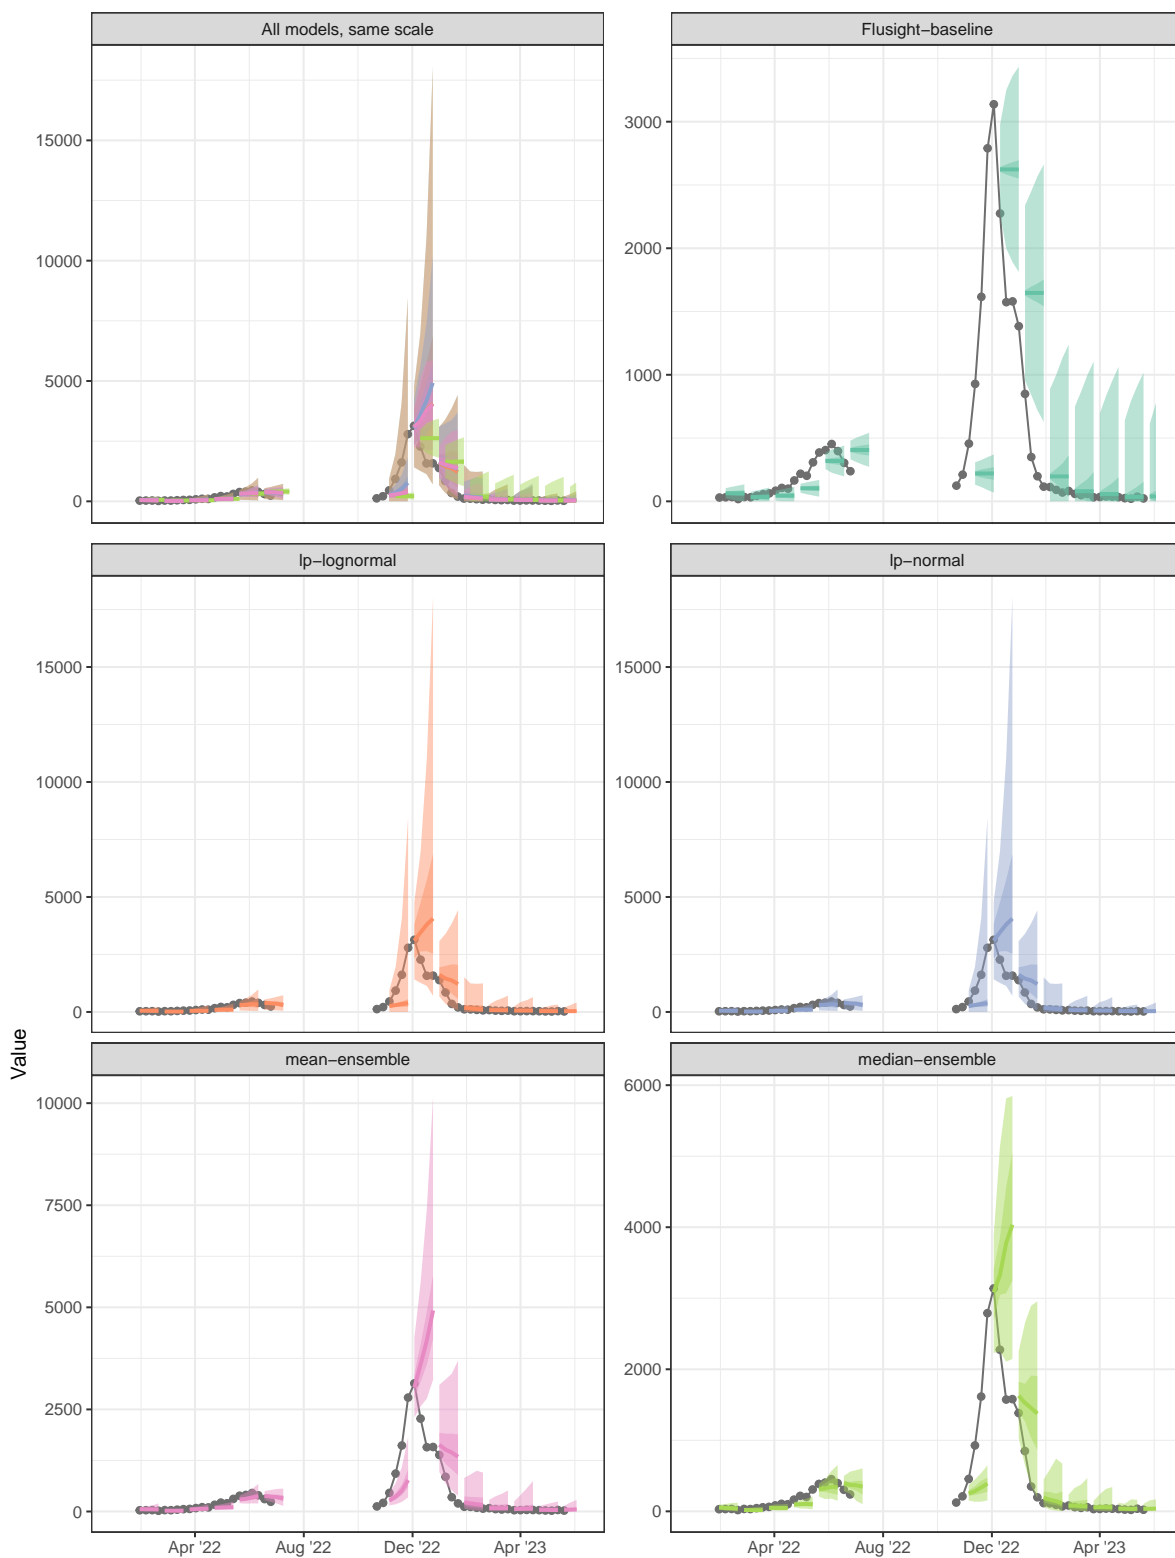 All models, same scale
Flusight−baseline
15000
10000
5000
0
3000
2000
1000
0
lp−lognormal
lp−normal
15000
10000
5000
0
15000
10000
5000
0
Value
mean−ensemble
median−ensemble
10000
7500
5000
2500
0
6000
4000
2000
0
Apr '22
Aug '22
Dec '22
Apr '23
Apr '22
Aug '22
Dec '22
Apr '23